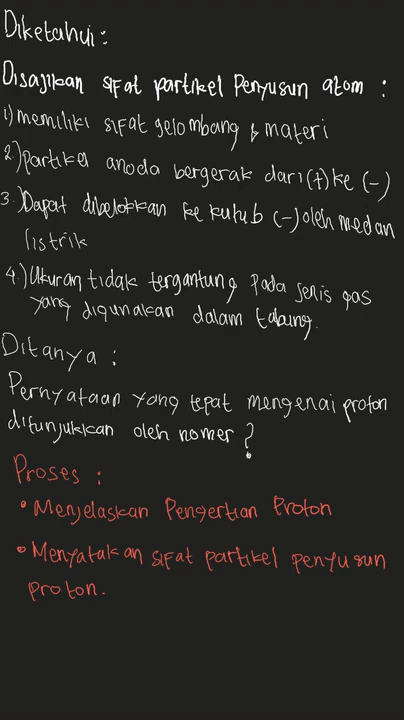 Diketahui:
Disajikan sifat partikel Penyusun atom :
1) memiliki sifat gelombang & materi
2.) partikel anoda bergerak dari (+) ke (-)
3.) Dapat dibelokkan ke kutub (-) oleh medan
listrik
4.) Ukuran tidak tergantung pada jenis gas
yang digunakan dalam tabung.
Ditanya :
Pernyataan yang tepat mengenai proton
ditunjukkan oleh nomer ?
Proses :
• Menjelaskan Pengertian Proton
• Menyatakan sifat partikel penyusun
proton.